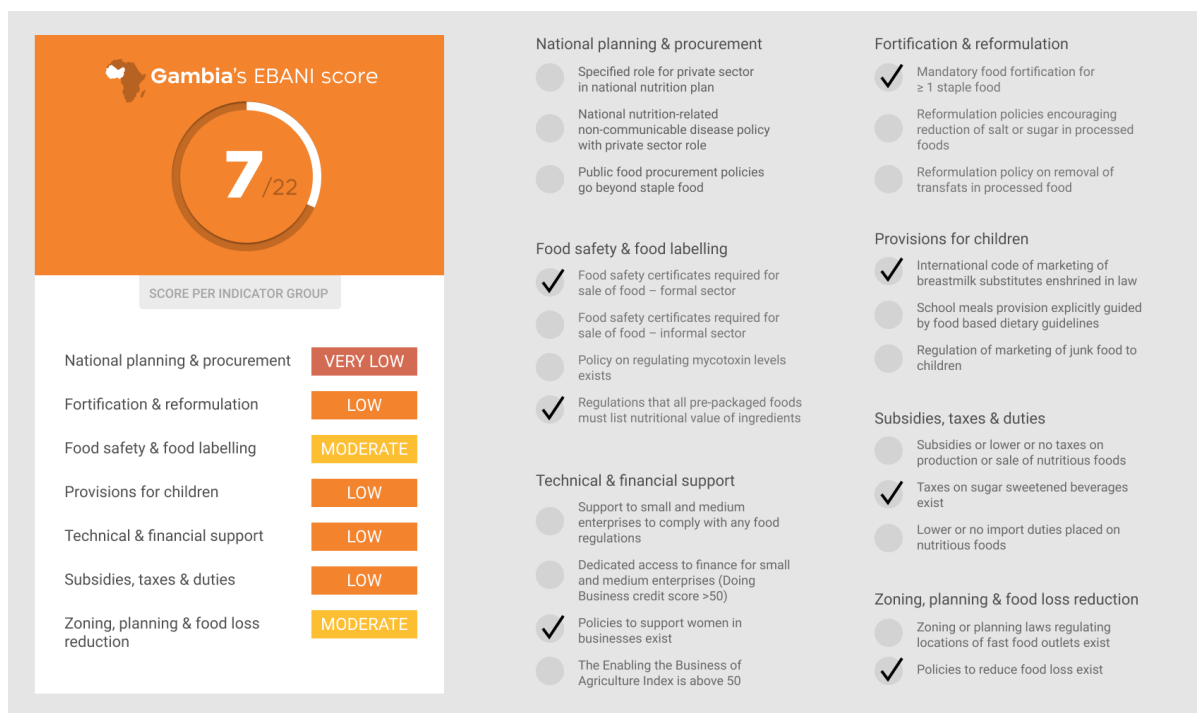 Gambia's EBANI score
7/22
SCORE PER INDICATOR GROUP
National planning & procurement VERY LOW
Fortification & reformulation LOW
Food safety & food labelling MODERATE
Provisions for children LOW
Technical & financial support LOW
Subsidies, taxes & duties LOW
Zoning, planning & food loss MODERATE
reduction
National planning & procurement
Specified role for private sector
in national nutrition plan
National nutrition-related
non-communicable disease policy
with private sector role
Public food procurement policies
go beyond staple food
Food safety & food labelling
Food safety certificates required for
sale of food – formal sector
Food safety certificates required for
sale of food – informal sector
Policy on regulating mycotoxin levels
exists
Regulations that all pre-packaged foods
must list nutritional value of ingredients
Technical & financial support
Support to small and medium
enterprises to comply with any food
regulations
Dedicated access to finance for small
and medium enterprises (Doing
Business credit score >50)
Policies to support women in
businesses exist
The Enabling the Business of
Agriculture Index is above 50
Fortification & reformulation
Mandatory food fortification for
≥ 1 staple food
Reformulation policies encouraging
reduction of salt or sugar in processed
foods
Reformulation policy on removal of
transfats in processed food
Provisions for children
International code of marketing of
breastmilk substitutes enshrined in law
School meals provision explicitly guided
by food based dietary guidelines
Regulation of marketing of junk food to
children
Subsidies, taxes & duties
Subsidies or lower or no taxes on
production or sale of nutritious foods
Taxes on sugar sweetened beverages
exist
Lower or no import duties placed on
nutritious foods
Zoning, planning & food loss reduction
Zoning or planning laws regulating
locations of fast food outlets exist
Policies to reduce food loss exist